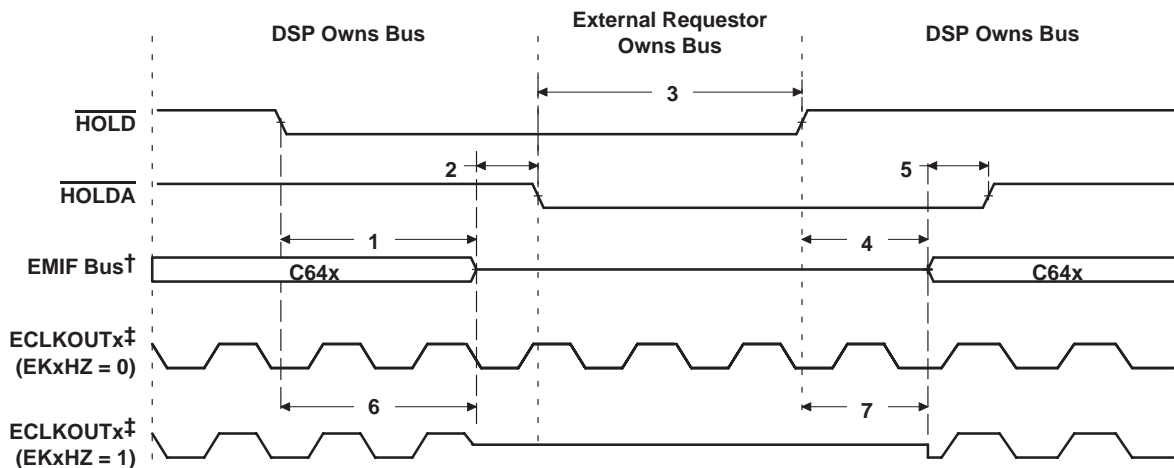 DSP Owns Bus
External Requestor
Owns Bus
DSP Owns Bus
3
HOLD
2
5
HOLDA
1
4
EMIF Bus†
C64x
C64x
ECLKOUTx‡
(EKxHZ = 0)
6
7
ECLKOUTx‡
(EKxHZ = 1)